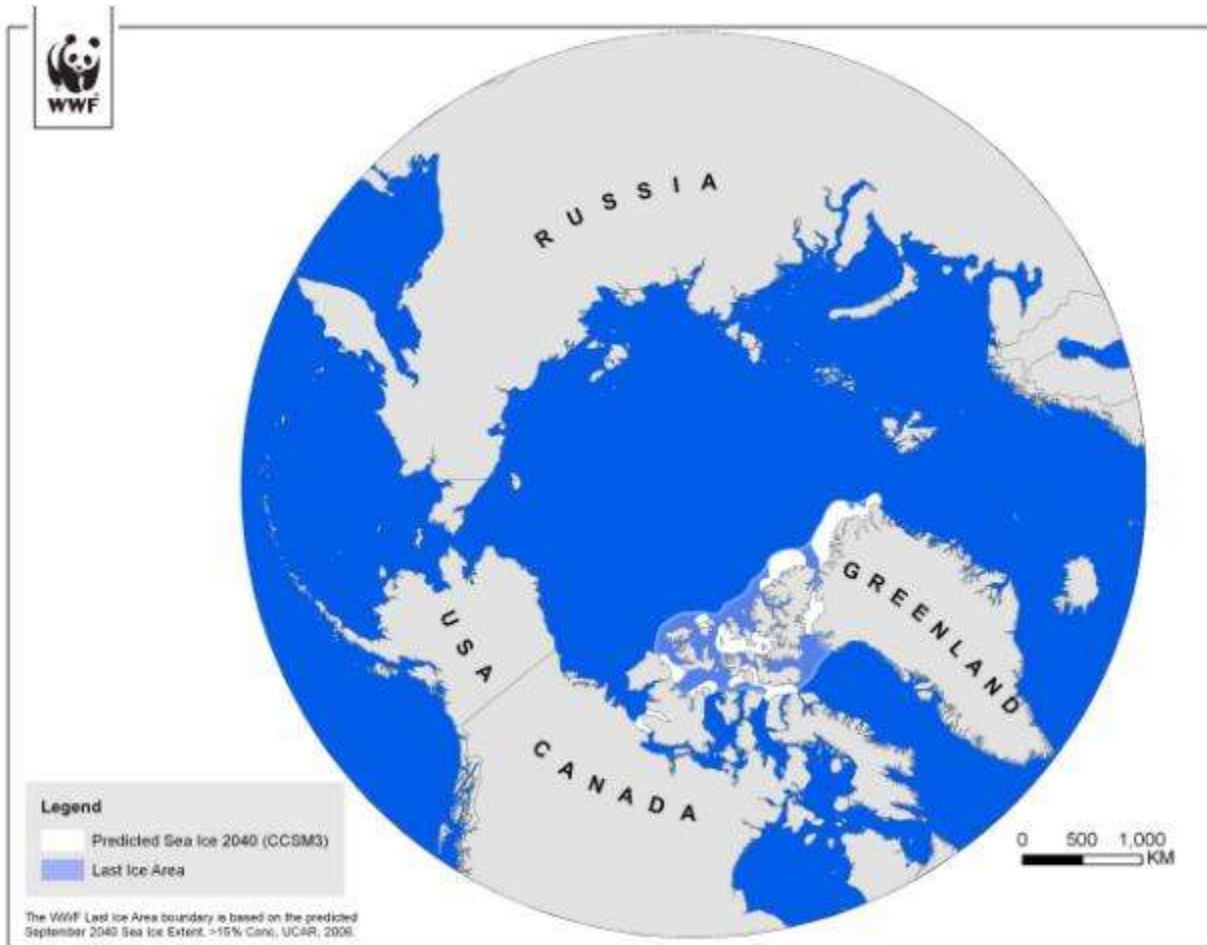 WWF
RUSSIA
GREENLAND
USA
CANADA
Legend
Predicted Sea Ice 2040 (CCSM3)
Last Ice Area
0 500 1,000
KM
The WWF Last Ice Area boundary is based on the predicted
September 2040 Sea Ice Extent. >15% Conc. UCAR, 2006.